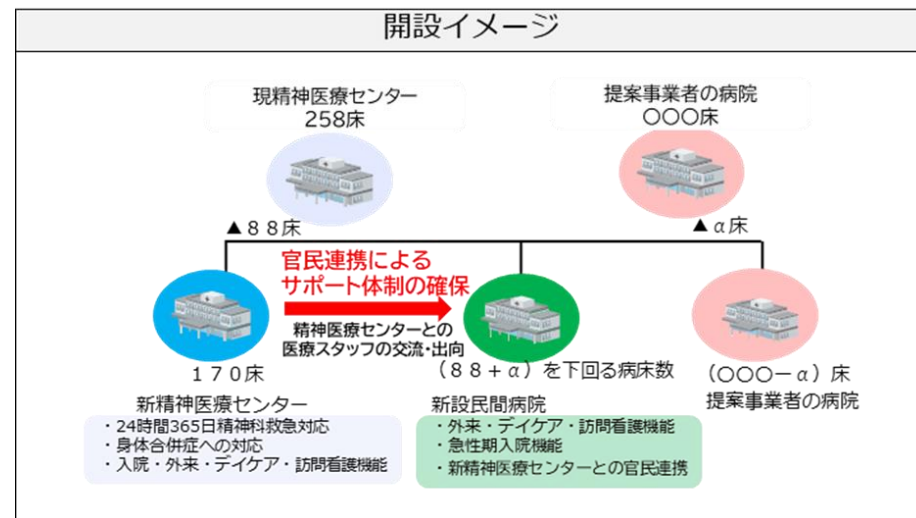 開設イメージ
現精神医療センター
258床
提案事業者の病院
〇〇〇床
▲８８床
▲α床
官民連携による
サポート体制の確保
精神医療センターとの
医療スタッフの交流・出向
１７０床
（８８＋α）を下回る病床数
（〇〇〇－α）床
新精神医療センター
新設民間病院
提案事業者の病院
・24時間365日精神科救急対応
・身体合併症への対応
・入院・外来・デイケア・訪問看護機能
・外来・デイケア・訪問看護機能
・急性期入院機能
・新精神医療センターとの官民連携